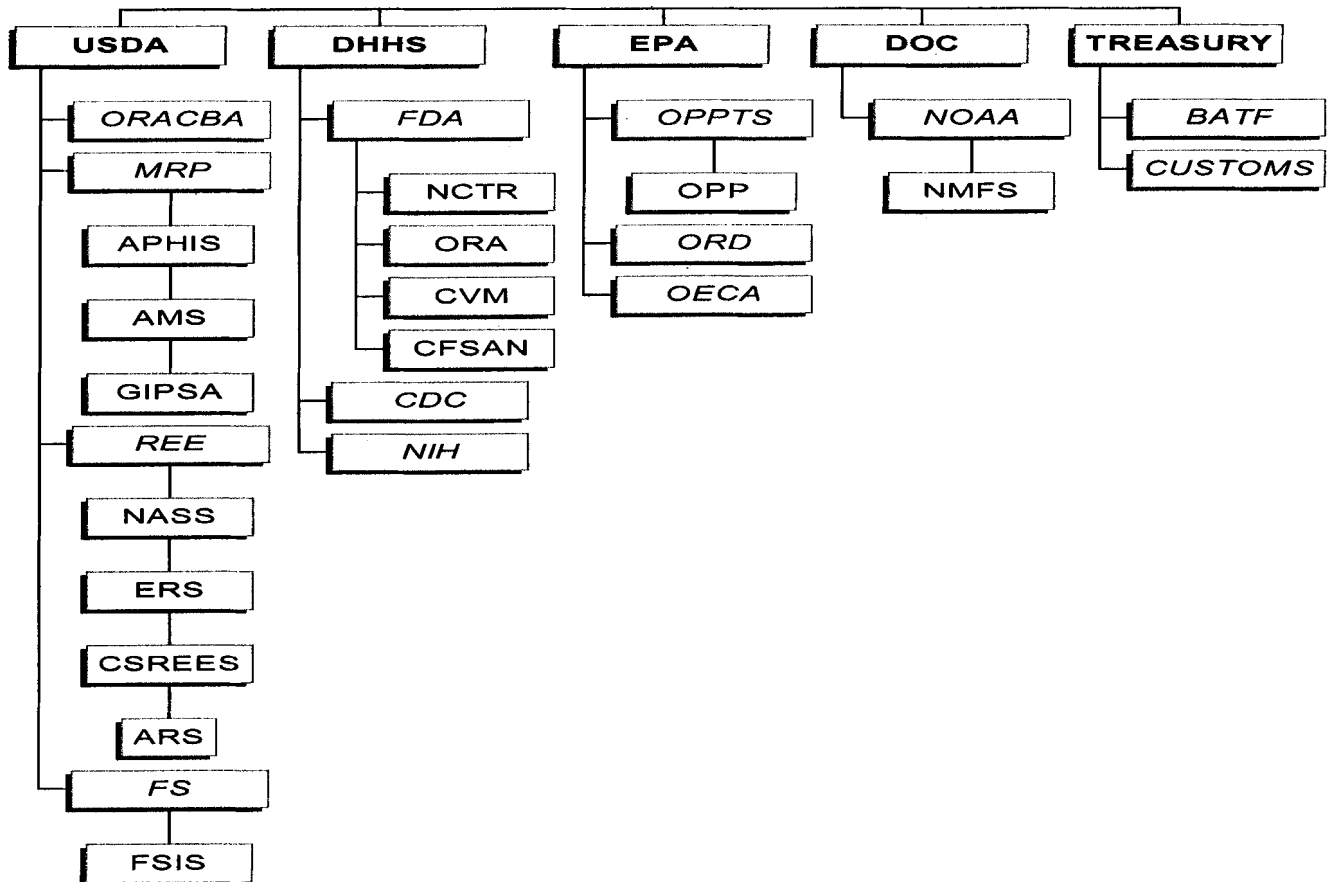 USDA
ORACBA
MRP
APHIS
AMS
GIPSA
REE
NASS
ERS
CSREES
ARS
FS
FSIS
DHHS
FDA
NCTR
ORA
CVM
CFSAN
CDC
NIH
EPA
OPPTS
OPP
ORD
OECA
DOC
NOAA
NMFS
TREASURY
BATF
CUSTOMS